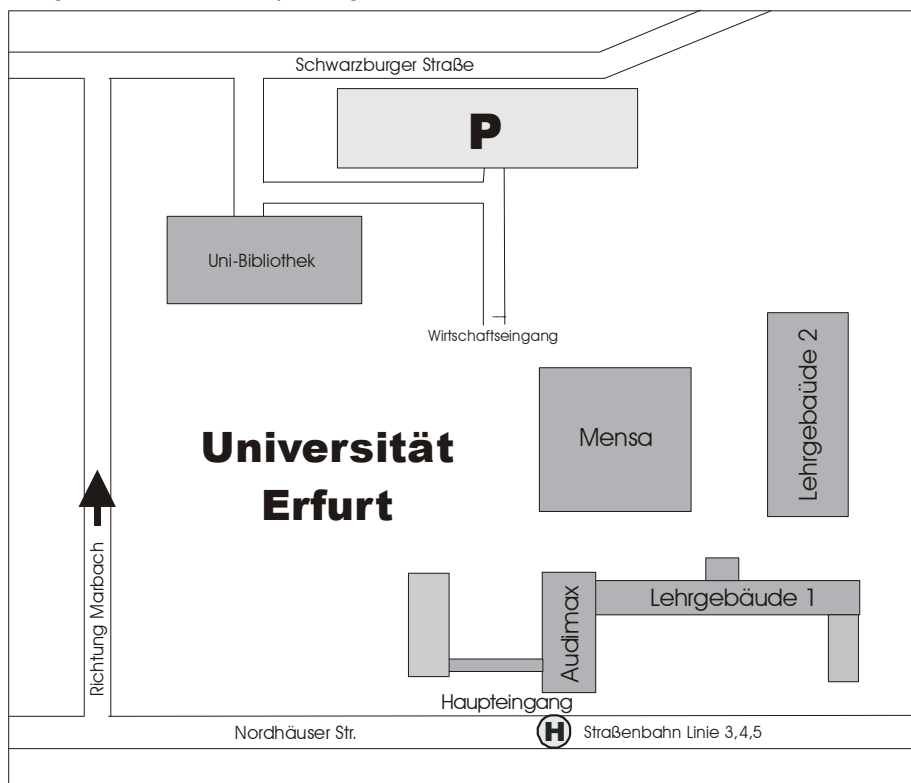 Schwarzburger Straße
P
Uni-Bibliothek
Wirtschaftseingang
Lehrgebaüde 2
Mensa
Universität
Erfurt
Richtung Marbach
Lehrgebäude 1
Audimax
Haupteingang
Nordhäuser Str.
H
Straßenbahn Linie 3,4,5